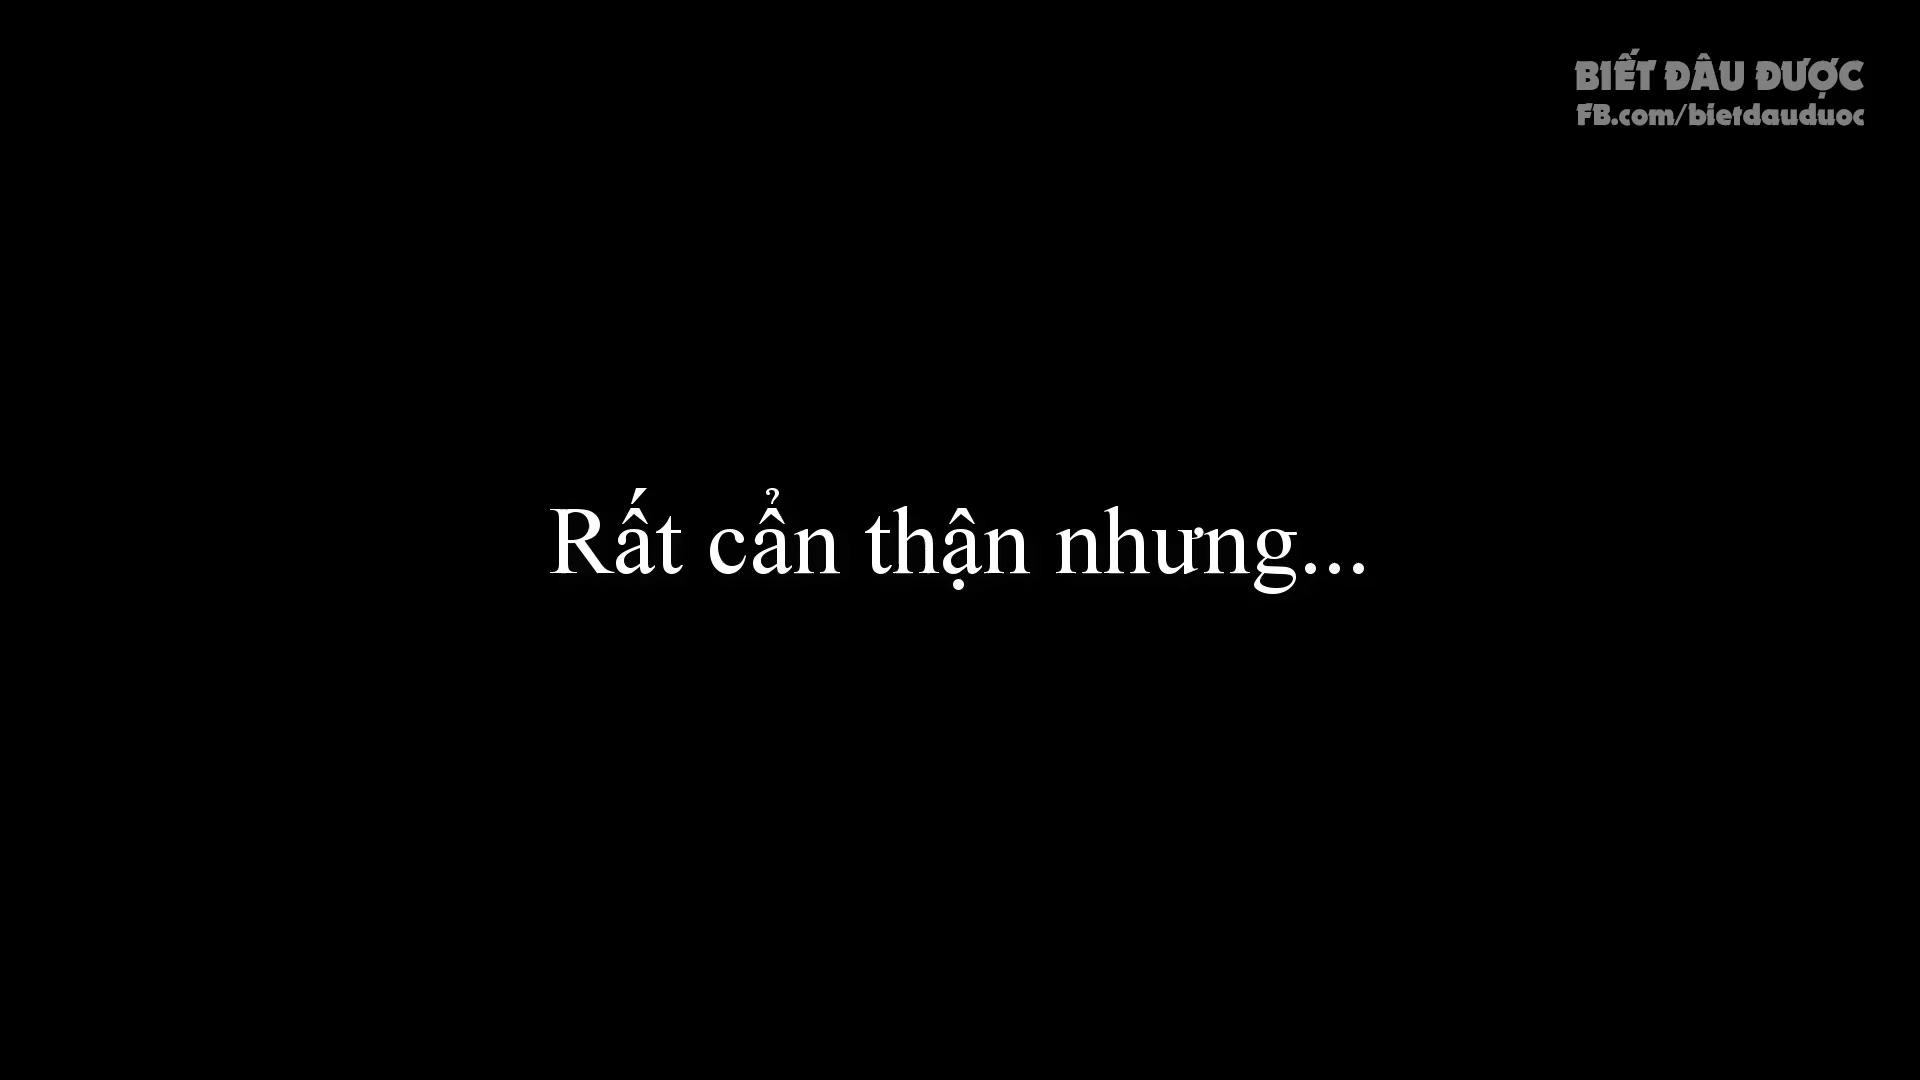 BIẾT ĐÂU ĐƯỢC
FB.com/bietdauduoc
Rất cẩn thận nhưng...